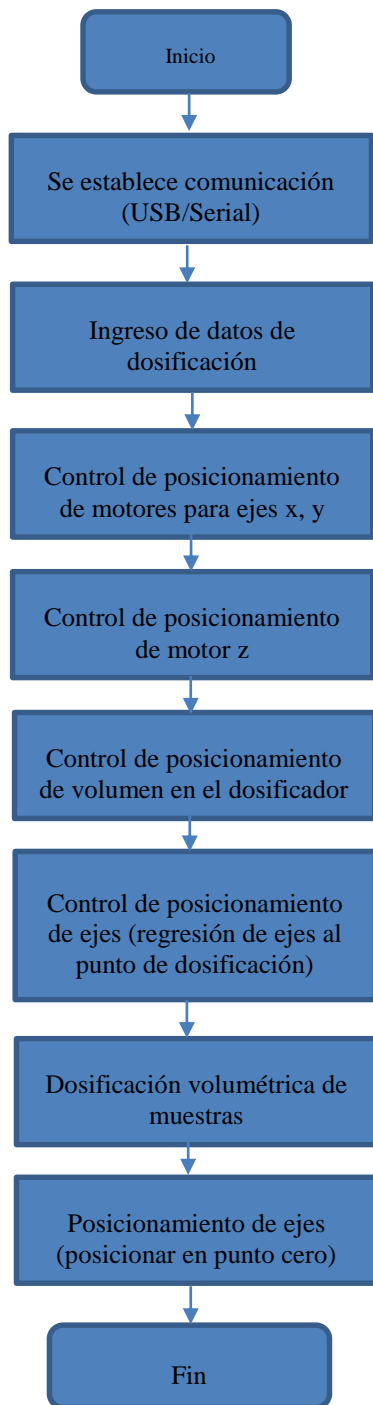 Inicio
Se establece comunicación
(USB/Serial)
Ingreso de datos de
dosificación
Control de posicionamiento
de motores para ejes x, y
Control de posicionamiento
de motor z
Control de posicionamiento
de volumen en el dosificador
Control de posicionamiento
de ejes (regresión de ejes al
punto de dosificación)
Dosificación volumétrica de
muestras
Posicionamiento de ejes
(posicionar en punto cero)
Fin